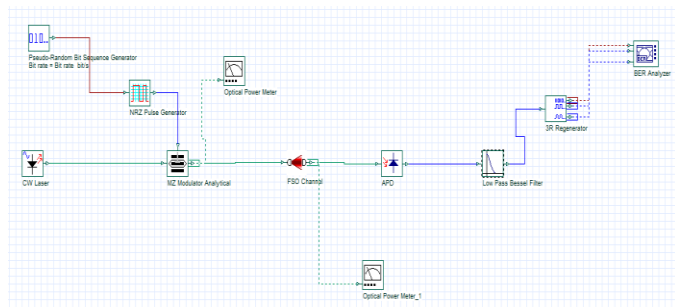 Pseudo-Random Bit Sequence Generator
Bit rate = Bit rate bit/s
Optical Power Meter
NRZ Pulse Generator
BER Analyzer
3R Regenerator
CW Laser
MZ Modulator Analytical
FSO Channel
APD
Low Pass Bessel Filter
Optical Power Meter_1